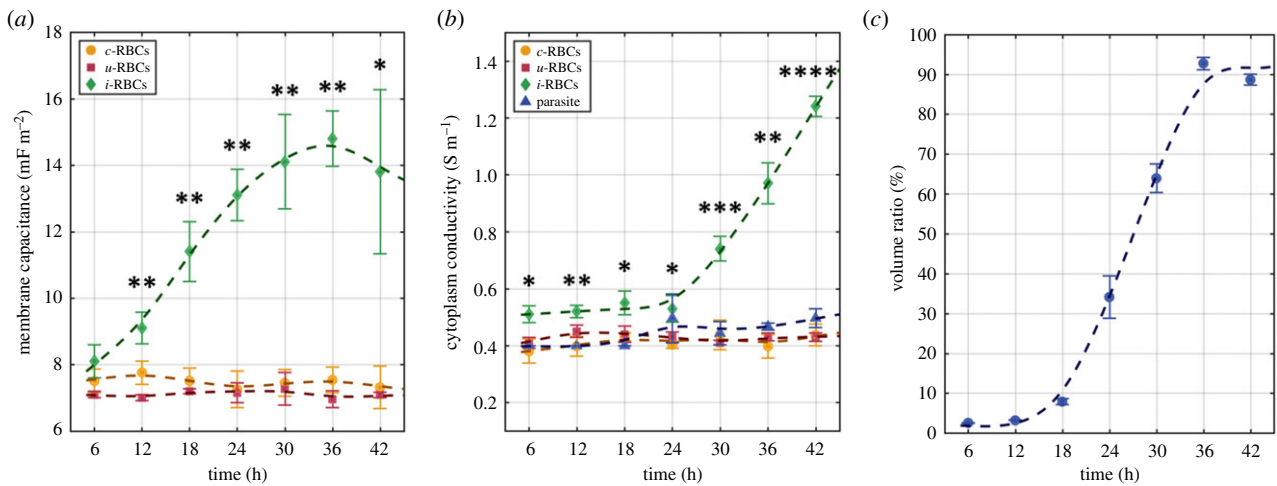 (a)
18
16
14
12
10
8
6
membrane capacitance (mF m⁻²)
c-RBCs
u-RBCs
i-RBCs
**
**
**
**
**
*
6 12 18 24 30 36 42
time (h)
(b)
1.4
1.2
1.0
0.8
0.6
0.4
0.2
cytoplasm conductivity (S m⁻¹)
c-RBCs
u-RBCs
i-RBCs
parasite
*
**
*
*
***
**
****
6 12 18 24 30 36 42
time (h)
(c)
100
90
80
70
60
50
40
30
20
10
0
volume ratio (%)
6 12 18 24 30 36 42
time (h)